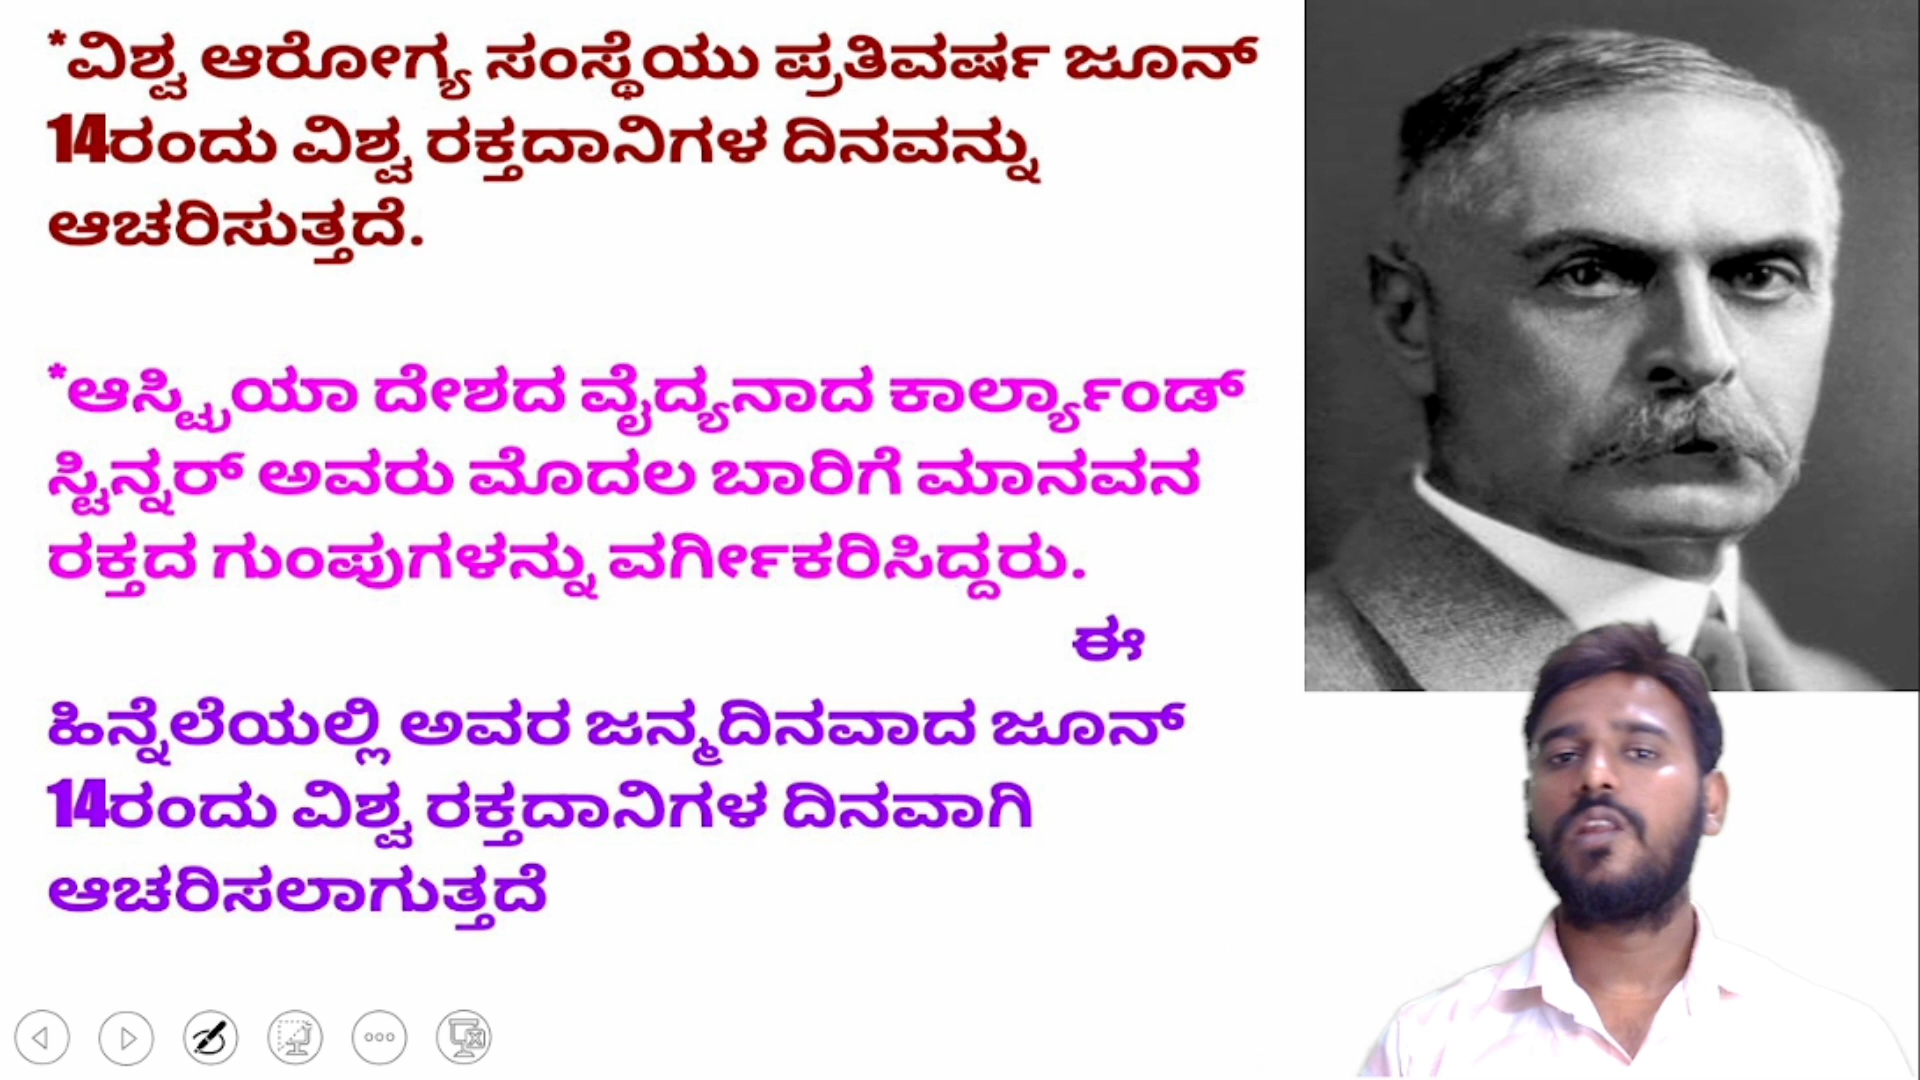 *ವಿಶ್ವ ಆರೋಗ್ಯ ಸಂಸ್ಥೆಯು ಪ್ರತಿವರ್ಷ ಜೂನ್
14ರಂದು ವಿಶ್ವ ರಕ್ತದಾನಿಗಳ ದಿನವನ್ನು
ಆಚರಿಸುತ್ತದೆ.
*ಆಸ್ಟ್ರಿಯಾ ದೇಶದ ವೈದ್ಯನಾದ ಕಾರ್ಲ್ಯಾಂಡ್
ಸ್ಟಿನ್ನರ್ ಅವರು ಮೊದಲ ಬಾರಿಗೆ ಮಾನವನ
ರಕ್ತದ ಗುಂಪುಗಳನ್ನು ವರ್ಗೀಕರಿಸಿದ್ದರು.
ಈ
ಹಿನ್ನೆಲೆಯಲ್ಲಿ ಅವರ ಜನ್ಮದಿನವಾದ ಜೂನ್
14ರಂದು ವಿಶ್ವ ರಕ್ತದಾನಿಗಳ ದಿನವಾಗಿ
ಆಚರಿಸಲಾಗುತ್ತದೆ